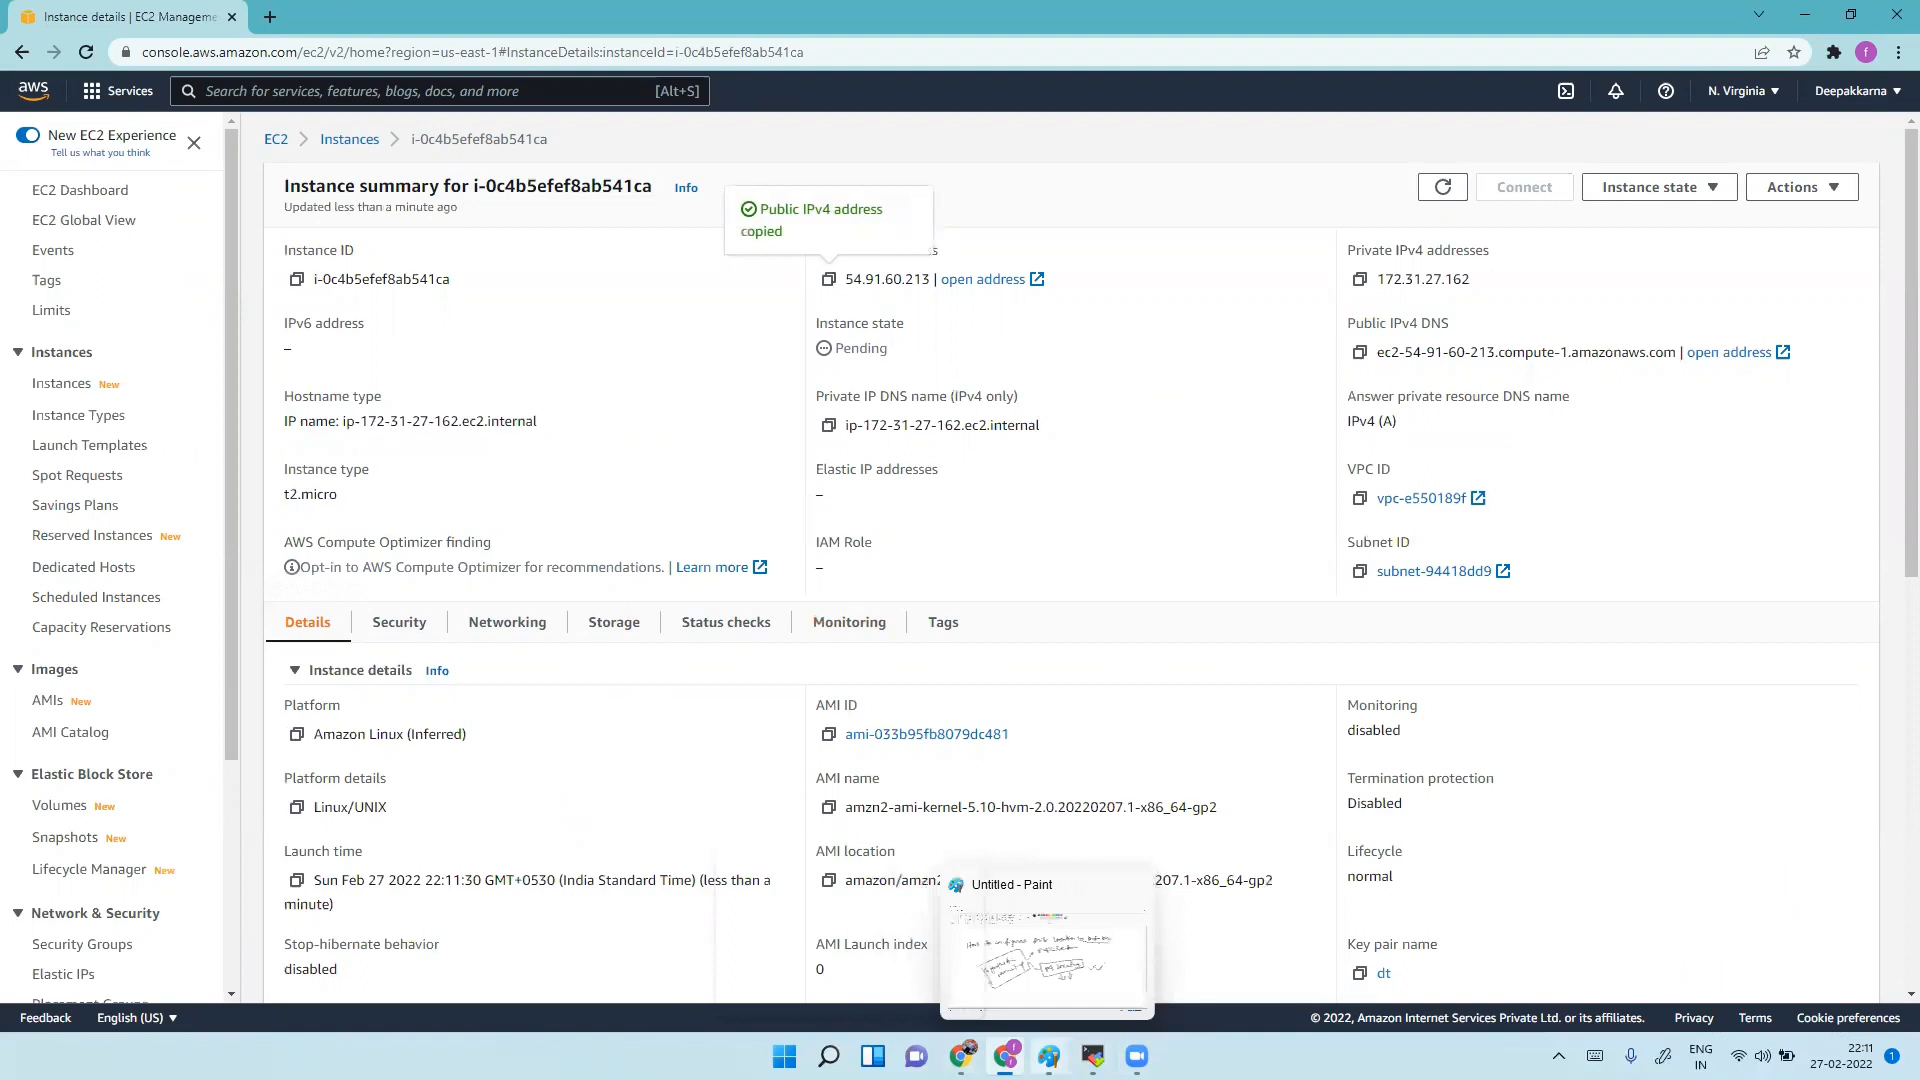 Instance details | EC2 Manageme
console.aws.amazon.com/ec2/v2/home?region=us-east-1#InstanceDetails:instanceId=i-0c4b5efef8ab541ca
f
aws
Services
Search for services, features, blogs, docs, and more
[Alt+S]
N. Virginia
Deepakkarna
New EC2 Experience
Tell us what you think
EC2 Dashboard
EC2 Global View
Events
Tags
Limits
Instances
Instances New
Instance Types
Launch Templates
Spot Requests
Savings Plans
Reserved Instances New
Dedicated Hosts
Scheduled Instances
Capacity Reservations
Images
AMIs New
AMI Catalog
Elastic Block Store
Volumes New
Snapshots New
Lifecycle Manager New
Network & Security
Security Groups
Elastic IPs
Placement Groups
EC2 > Instances > i-0c4b5efef8ab541ca
Instance summary for i-0c4b5efef8ab541ca Info
Updated less than a minute ago
Connect
Instance state
Actions
Public IPv4 address
copied
Instance ID
i-0c4b5efef8ab541ca
54.91.60.213 | open address
Private IPv4 addresses
172.31.27.162
IPv6 address
–
Instance state
Pending
Public IPv4 DNS
ec2-54-91-60-213.compute-1.amazonaws.com | open address
Hostname type
IP name: ip-172-31-27-162.ec2.internal
Private IP DNS name (IPv4 only)
ip-172-31-27-162.ec2.internal
Answer private resource DNS name
IPv4 (A)
Instance type
t2.micro
Elastic IP addresses
–
VPC ID
vpc-e550189f
AWS Compute Optimizer finding
Opt-in to AWS Compute Optimizer for recommendations. | Learn more
IAM Role
–
Subnet ID
subnet-94418dd9
Details
Security
Networking
Storage
Status checks
Monitoring
Tags
Instance details Info
Platform
Amazon Linux (Inferred)
AMI ID
ami-033b95fb8079dc481
Monitoring
disabled
Platform details
Linux/UNIX
AMI name
amzn2-ami-kernel-5.10-hvm-2.0.20220207.1-x86_64-gp2
Termination protection
Disabled
Launch time
Sun Feb 27 2022 22:11:30 GMT+0530 (India Standard Time) (less than a
minute)
AMI location
amazon/amzn2 207.1-x86_64-gp2
Lifecycle
normal
Stop-hibernate behavior
disabled
AMI Launch index
0
Key pair name
dt
Untitled - Paint
Feedback
English (US)
© 2022, Amazon Internet Services Private Ltd. or its affiliates.
Privacy
Terms
Cookie preferences
ENG
IN
22:11
27-02-2022
1